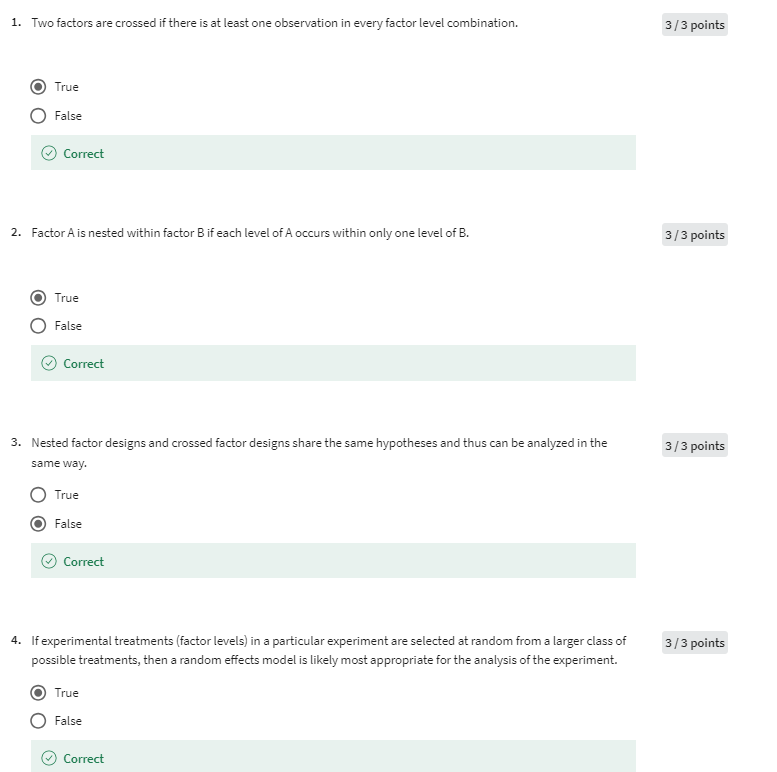 1. Two factors are crossed if there is at least one observation in every factor level combination.
3 / 3 points
True
False
Correct
2. Factor A is nested within factor B if each level of A occurs within only one level of B.
3 / 3 points
True
False
Correct
3. Nested factor designs and crossed factor designs share the same hypotheses and thus can be analyzed in the
same way.
3 / 3 points
True
False
Correct
4. If experimental treatments (factor levels) in a particular experiment are selected at random from a larger class of
possible treatments, then a random effects model is likely most appropriate for the analysis of the experiment.
3 / 3 points
True
False
Correct